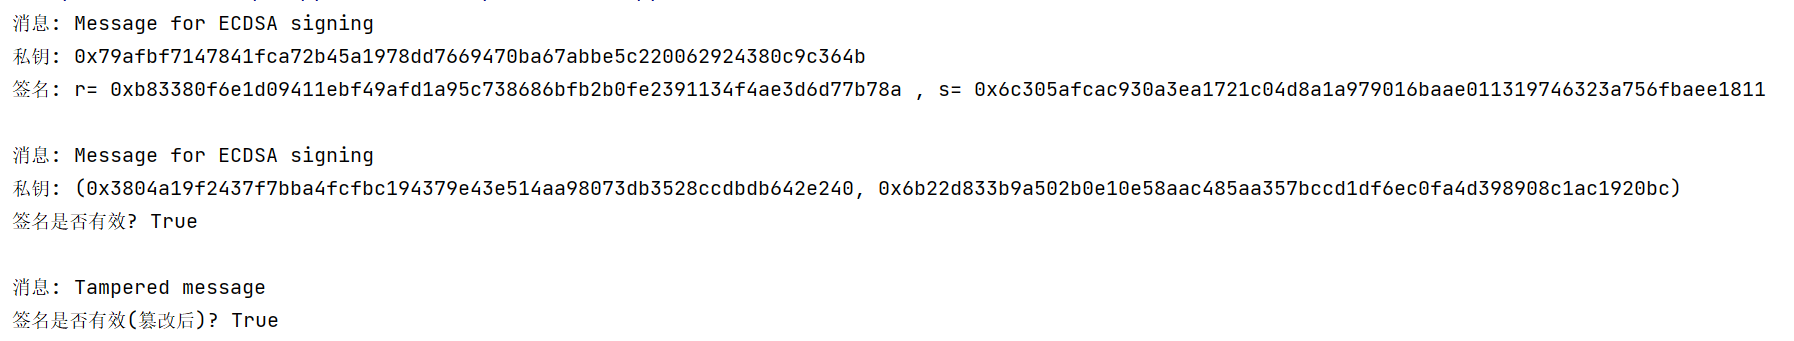 消息: Message for ECDSA signing
私钥: 0x79afbf7147841fca72b45a1978dd7669470ba67abbe5c220062924380c9c364b
签名: r= 0xb83380f6e1d09411ebf49afd1a95c738686bfb2b0fe2391134f4ae3d6d77b78a , s= 0x6c305afcac930a3ea1721c04d8a1a979016baae011319746323a756fbaee1811
消息: Message for ECDSA signing
私钥: (0x3804a19f2437f7bba4fcfbc194379e43e514aa98073db3528ccdbdb642e240, 0x6b22d833b9a502b0e10e58aac485aa357bccd1df6ec0fa4d398908c1ac1920bc)
签名是否有效? True
消息: Tampered message
签名是否有效(篡改后)? True